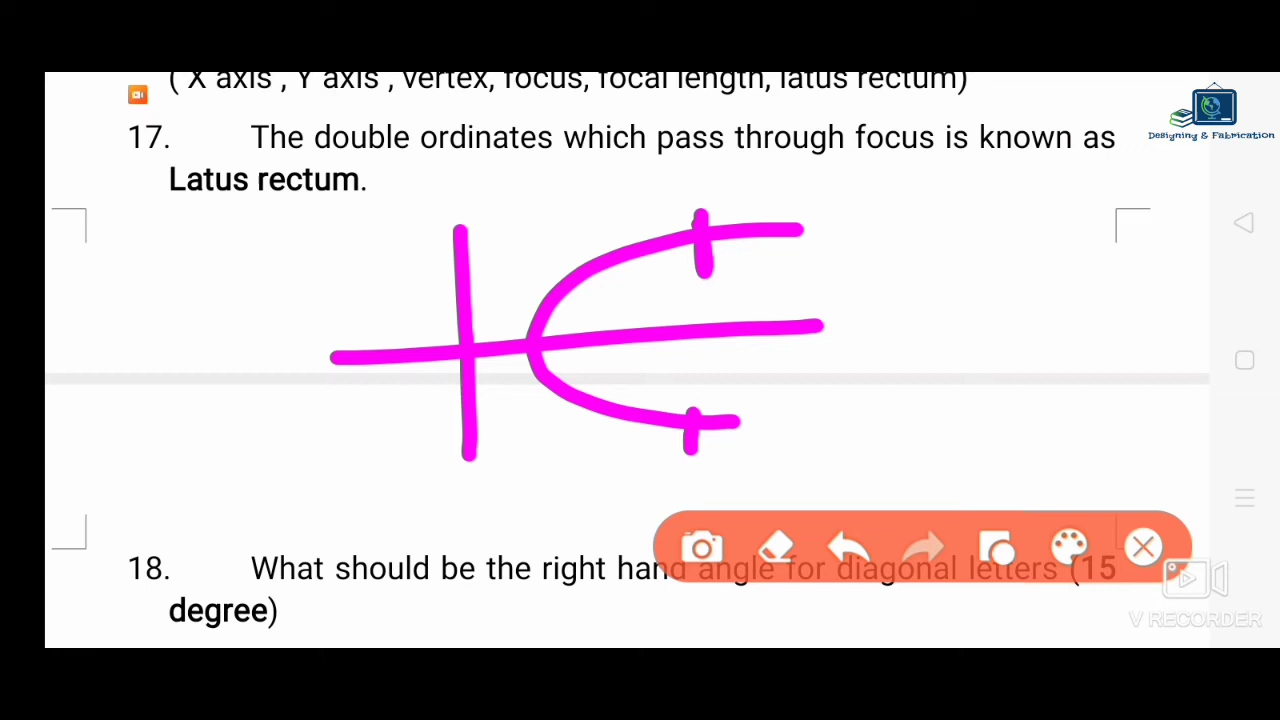 ( X axis , Y axis , vertex, focus, focal length, latus rectum)
Designing & Fabrication
17. The double ordinates which pass through focus is known as
Latus rectum.
18. What should be the right hand angle for diagonal letters (15
degree)
V RECORDER